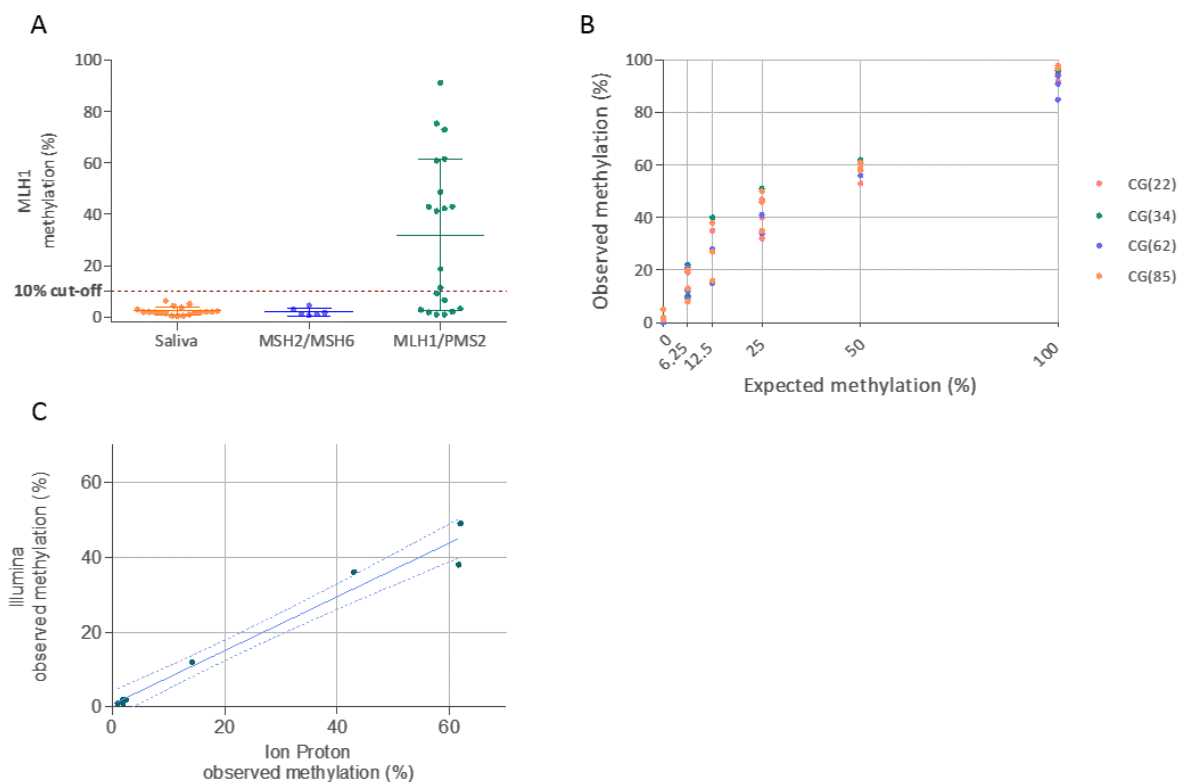 A
MLH1
methylation (%)
100
80
60
40
20
10% cut-off
0
Saliva
MSH2/MSH6
MLH1/PMS2
B
Observed methylation (%)
100
80
60
40
20
0
0
6.25
12.5
25
50
100
Expected methylation (%)
CG(22)
CG(34)
CG(62)
CG(85)
C
Illumina
observed methylation (%)
60
40
20
0
0
20
40
60
Ion Proton
observed methylation (%)